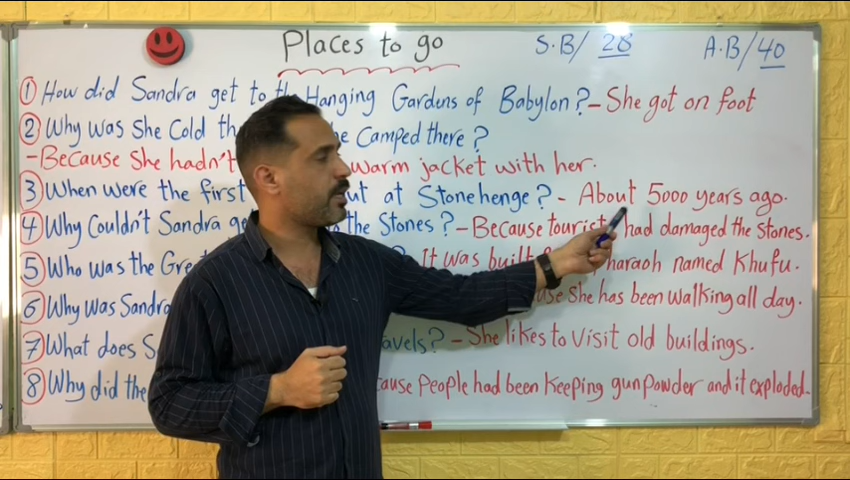 Places to go
S.B/ 28
A.B/40
1 How did Sandra get to the Hanging Gardens of Babylon? - She got on foot
2 Why was She Cold camped there?
- Because She hadn't warm jacket with her.
3 When were the first at Stonehenge? - About 5000 years ago.
4 Why Couldn't Sandra the Stones? - Because tourists had damaged the stones.
5 Who was the It was built named Khufu.
6 Why was Sandra She has been walking all day.
7 What does - She likes to visit old buildings.
8 Why did the People had been Keeping gunpowder and it exploded.